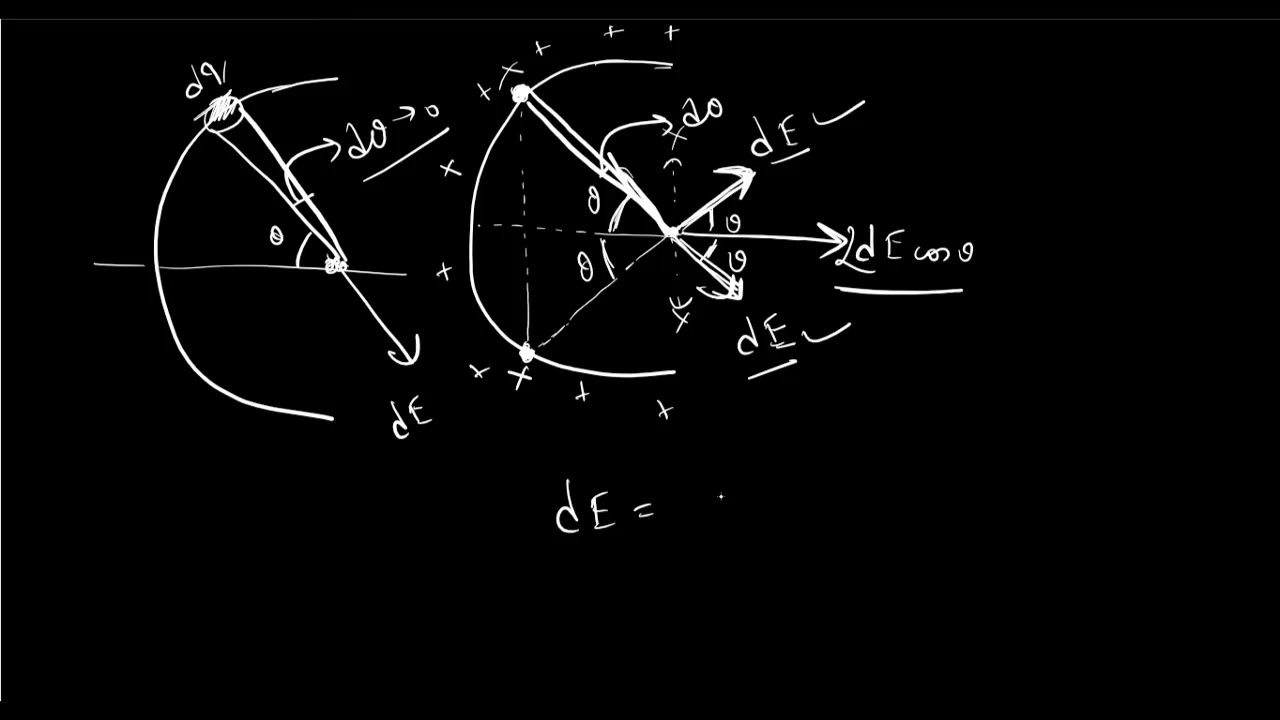 dq
dθ → 0
θ
dE
+ + +
+ x
x
+
dθ
x
dE ✓
θ
θ
θ
θ
2dE cos θ
x
dE ✓
x x
+
+
dE =